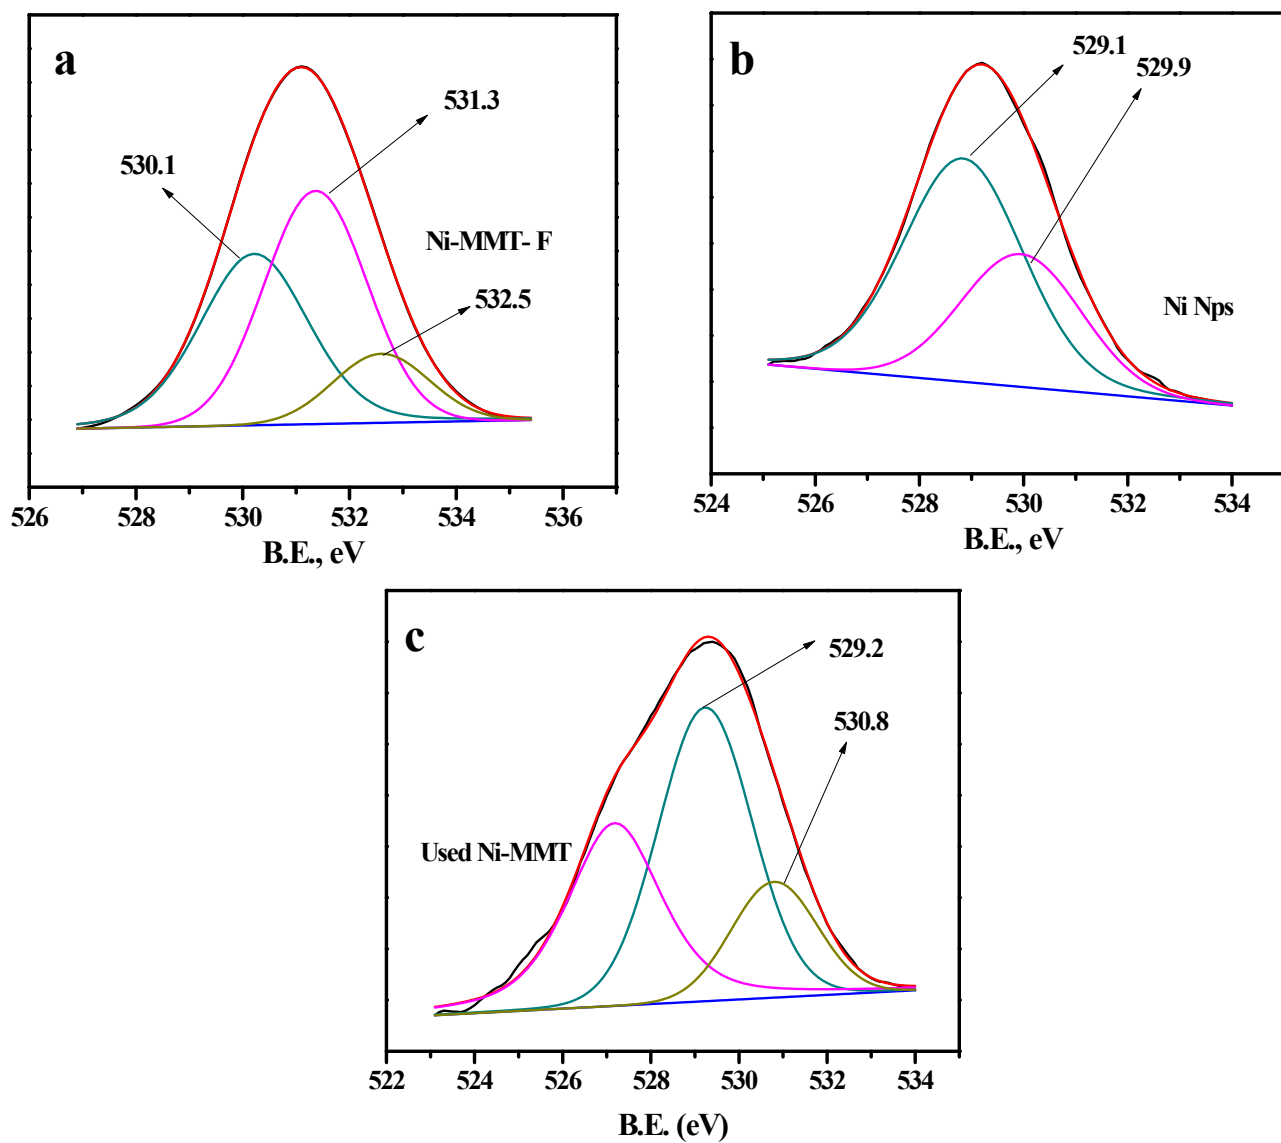 a
531.3
530.1
Ni-MMT- F
532.5
526 528 530 532 534 536
B.E., eV
b
529.1
529.9
Ni Nps
524 526 528 530 532 534
B.E., eV
c
529.2
530.8
Used Ni-MMT
522 524 526 528 530 532 534
B.E. (eV)